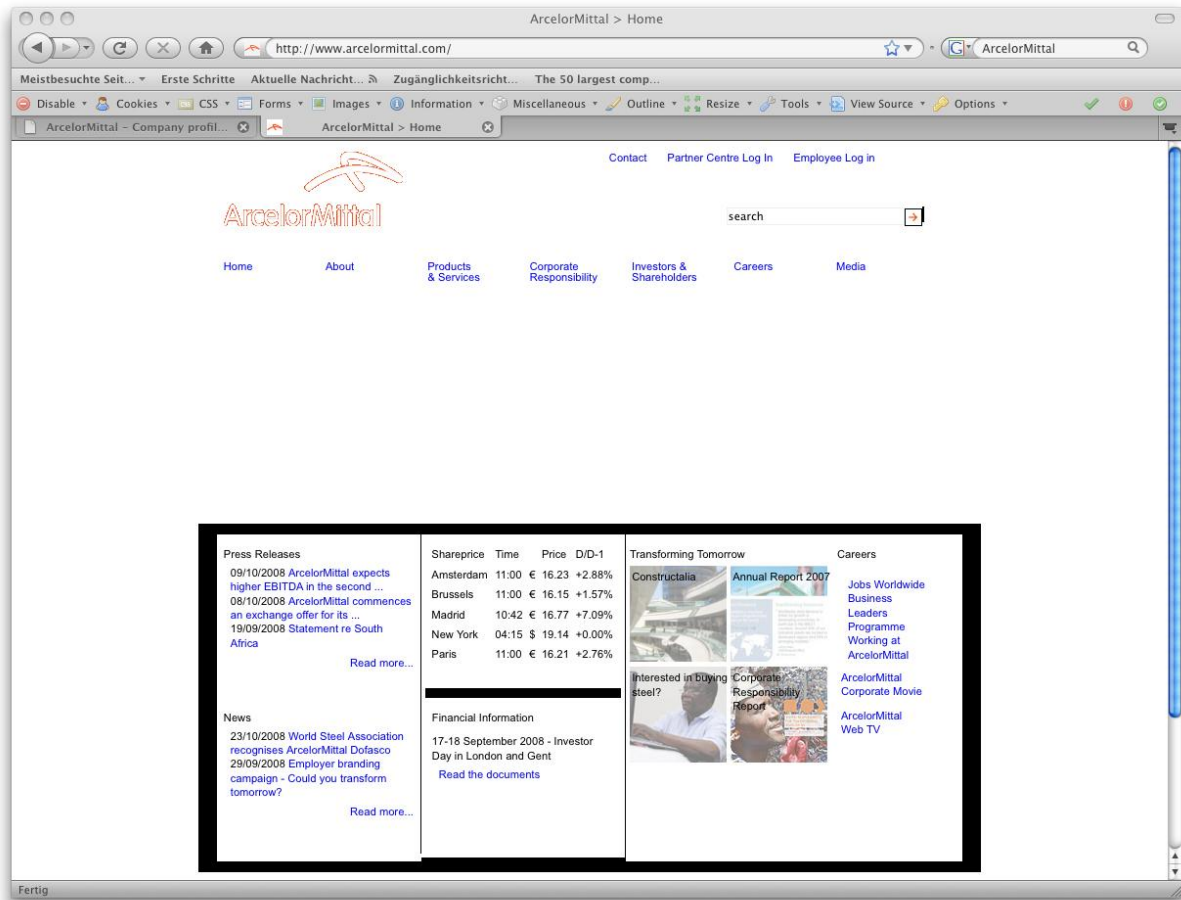 ArcelorMittal > Home
http://www.arcelormittal.com/
ArcelorMittal
Meistbesuchte Seit...
Erste Schritte
Aktuelle Nachricht...
Zugänglichkeitsricht...
The 50 largest comp...
Disable
Cookies
CSS
Forms
Images
Information
Miscellaneous
Outline
Resize
Tools
View Source
Options
ArcelorMittal - Company profil...
ArcelorMittal > Home
Contact
Partner Centre Log In
Employee Log in
ArcelorMittal
search
Home
About
Products
& Services
Corporate
Responsibility
Investors &
Shareholders
Careers
Media
Press Releases
09/10/2008 ArcelorMittal expects
higher EBITDA in the second ...
08/10/2008 ArcelorMittal commences
an exchange offer for its ...
19/09/2008 Statement re South
Africa
Read more...
News
23/10/2008 World Steel Association
recognises ArcelorMittal Dofasco
29/09/2008 Employer branding
campaign - Could you transform
tomorrow?
Read more...
Shareprice Time Price D/D-1
Amsterdam 11:00 € 16.23 +2.88%
Brussels 11:00 € 16.15 +1.57%
Madrid 10:42 € 16.77 +7.09%
New York 04:15 $ 19.14 +0.00%
Paris 11:00 € 16.21 +2.76%
Financial Information
17-18 September 2008 - Investor
Day in London and Gent
Read the documents
Transforming Tomorrow
Constructalia
Annual Report 2007
Interested in buying
steel?
Corporate
Responsibility
Report
Careers
Jobs Worldwide
Business
Leaders
Programme
Working at
ArcelorMittal
ArcelorMittal
Corporate Movie
ArcelorMittal
Web TV
Fertig